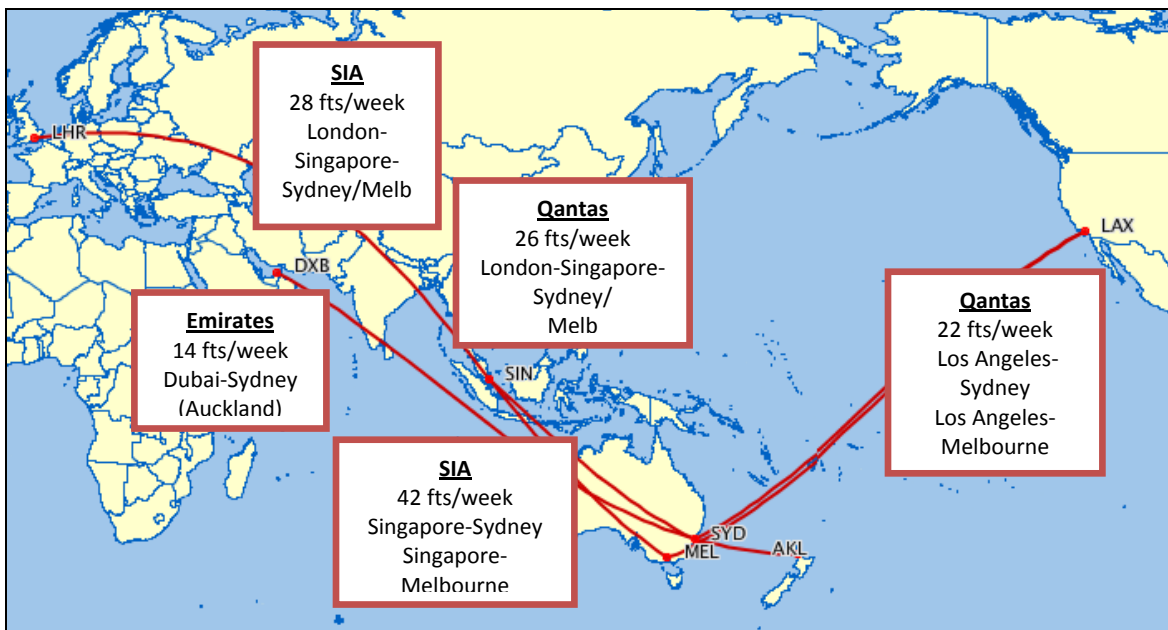 SIA
28 fts/week
London-
Singapore-
Sydney/Melb
LHR
Qantas
26 fts/week
London-Singapore-
Sydney/
Melb
LAX
DXB
Emirates
14 fts/week
Dubai-Sydney
(Auckland)
Qantas
22 fts/week
Los Angeles-
Sydney
Los Angeles-
Melbourne
SIN
SIA
42 fts/week
Singapore-Sydney
Singapore-
Melbourne
SYD
MEL
AKL